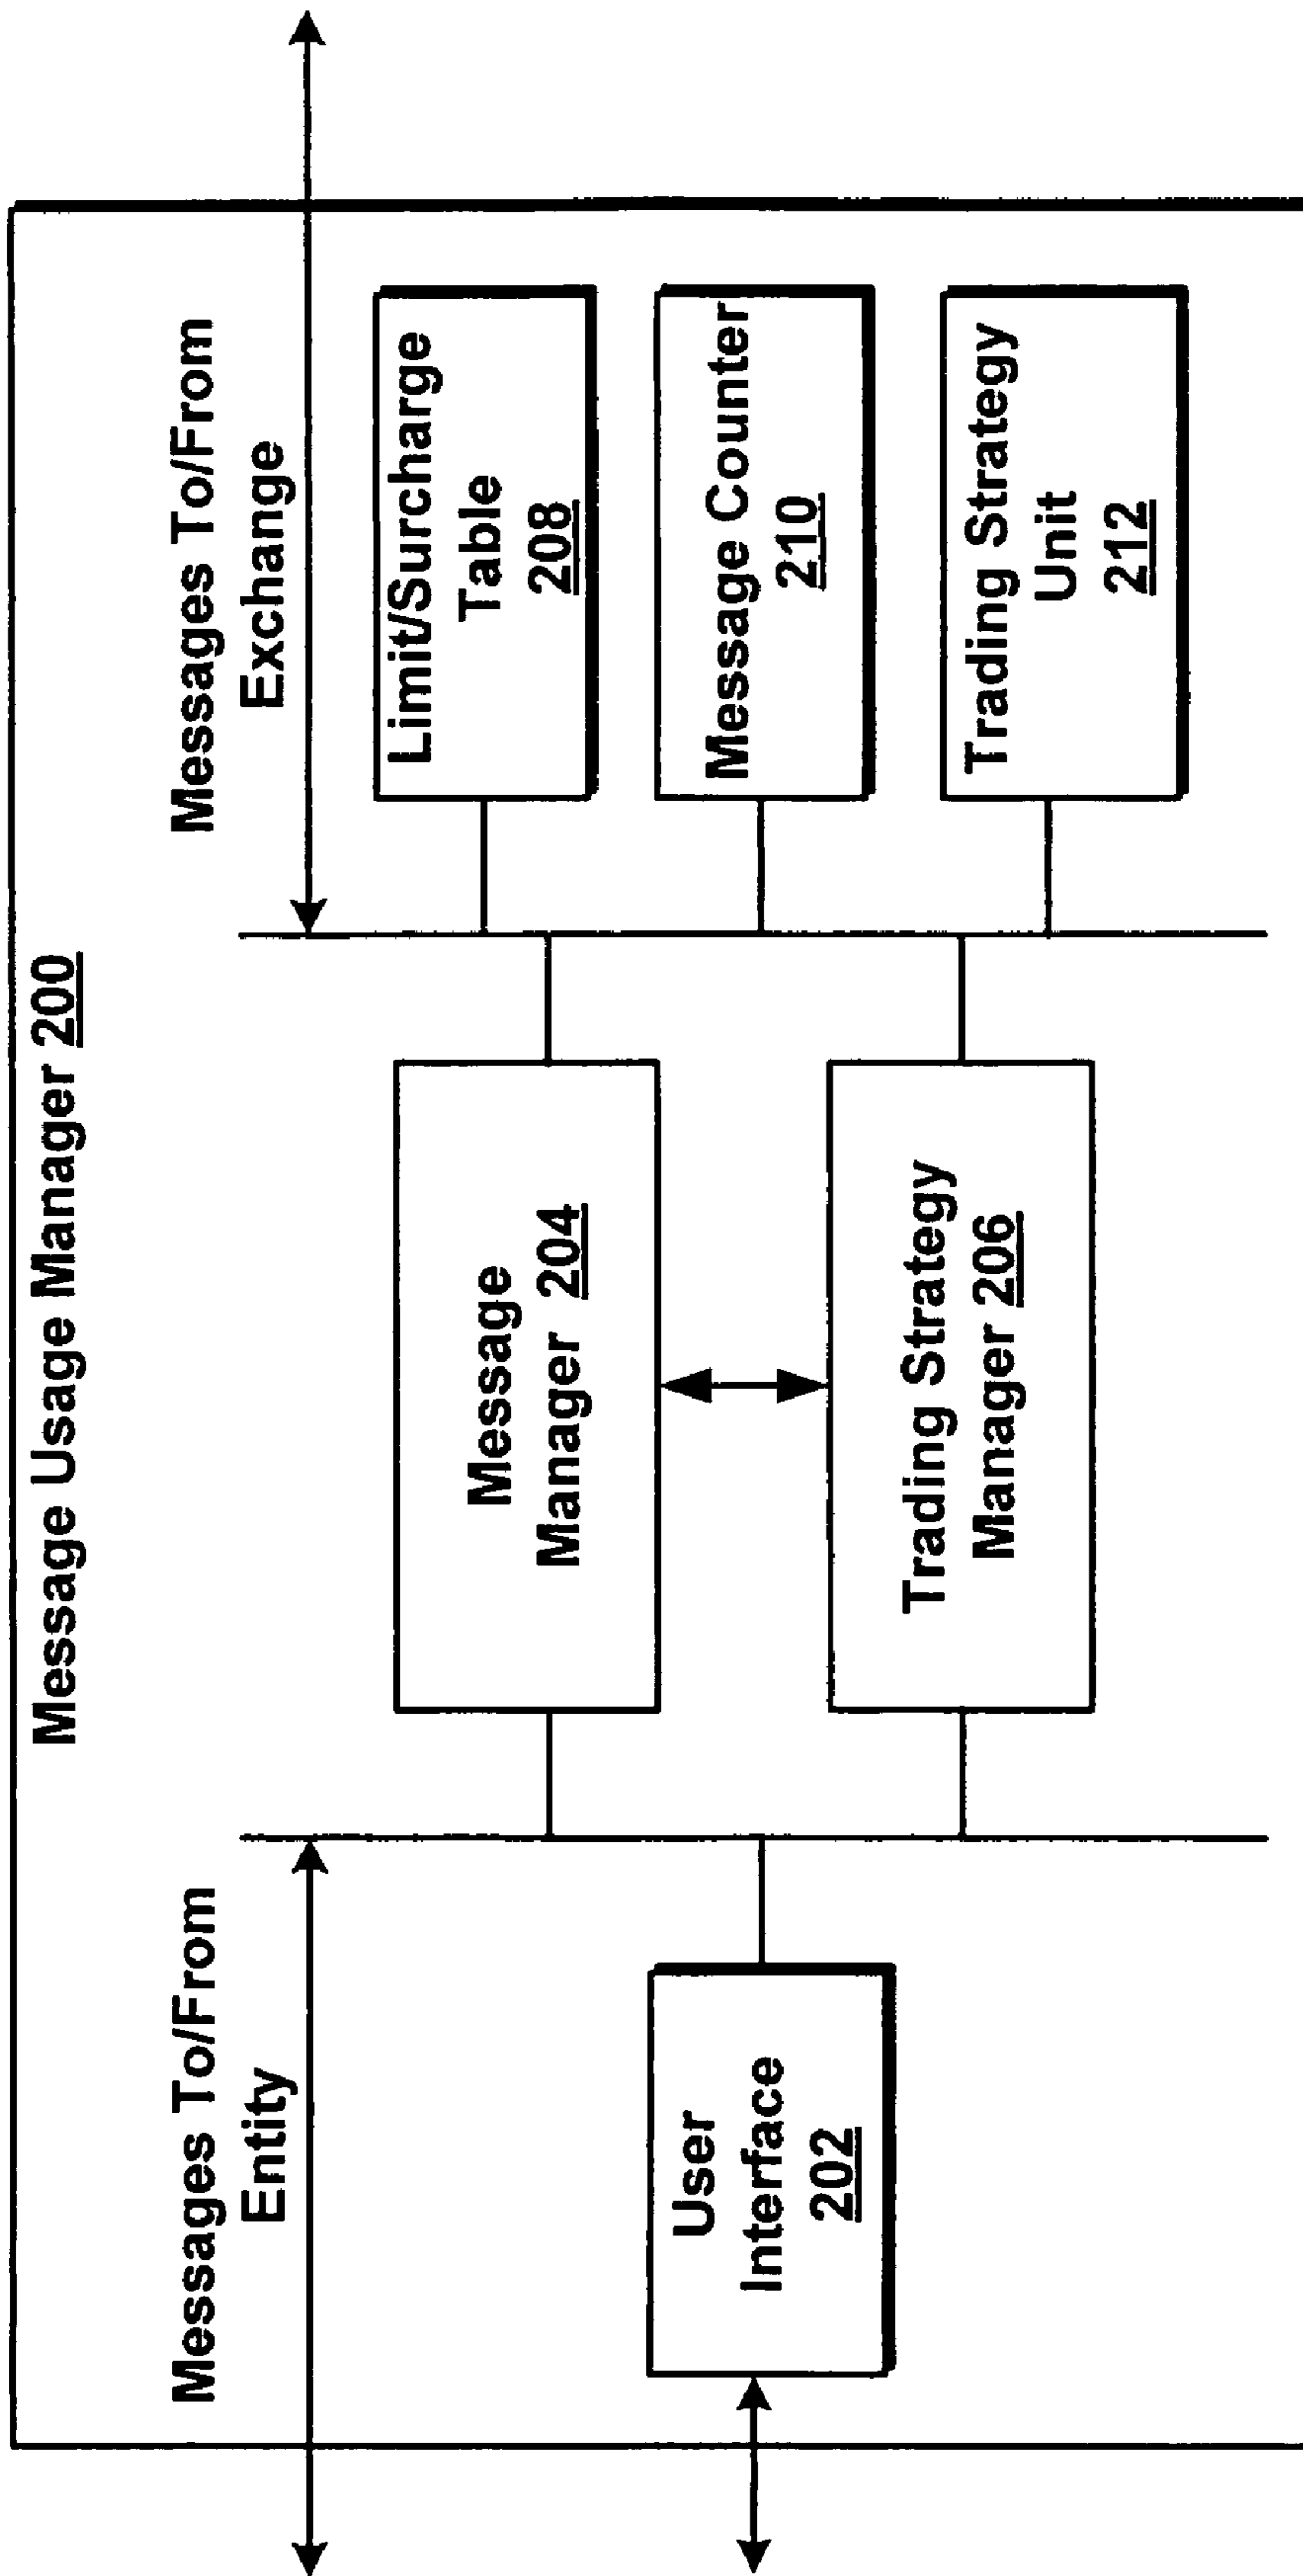 Message Usage Manager 200
Messages To/From
Entity
Messages To/From
Exchange
User
Interface
202
Message
Manager 204
Trading Strategy
Manager 206
Limit/Surcharge
Table
208
Message Counter
210
Trading Strategy
Unit
212